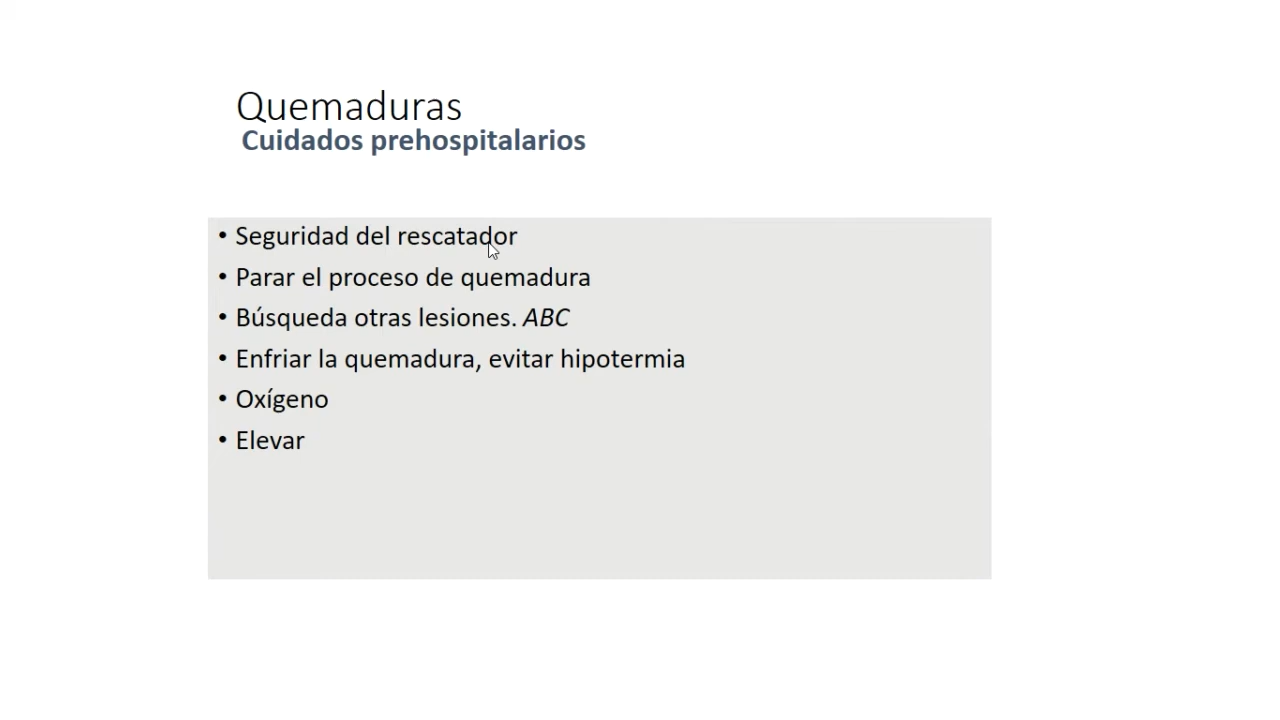 Quemaduras
Cuidados prehospitalarios
• Seguridad del rescatador
• Parar el proceso de quemadura
• Búsqueda otras lesiones. ABC
• Enfriar la quemadura, evitar hipotermia
• Oxígeno
• Elevar